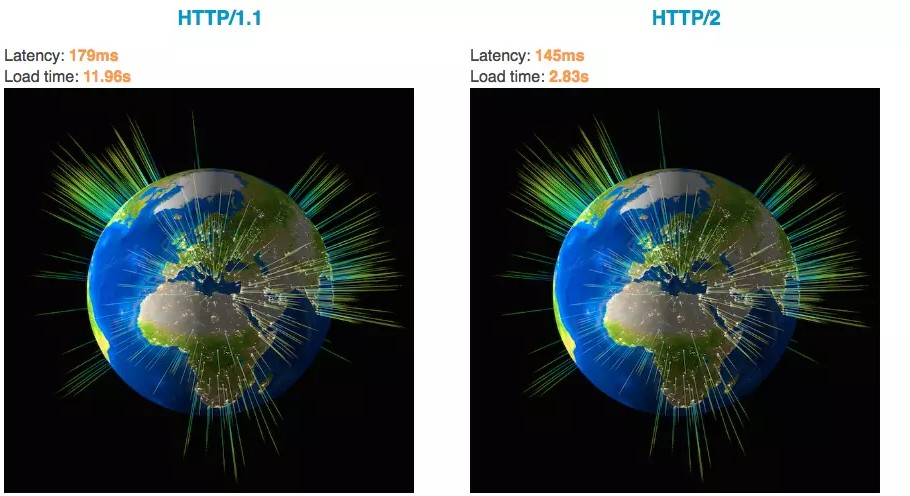 HTTP/1.1
Latency: 179ms
Load time: 11.96s
HTTP/2
Latency: 145ms
Load time: 2.83s